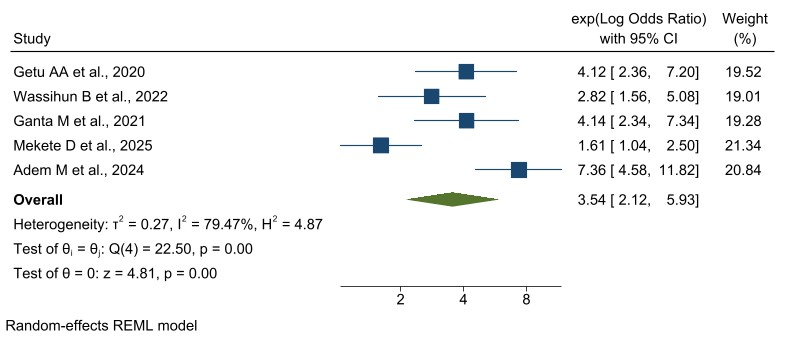 exp(Log Odds Ratio) Weight
Study with 95% CI (%)
Getu AA et al., 2020 4.12 [ 2.36, 7.20] 19.52
Wassihun B et al., 2022 2.82 [ 1.56, 5.08] 19.01
Ganta M et al., 2021 4.14 [ 2.34, 7.34] 19.28
Mekete D et al., 2025 1.61 [ 1.04, 2.50] 21.34
Adem M et al., 2024 7.36 [ 4.58, 11.82] 20.84
Overall 3.54 [ 2.12, 5.93]
Heterogeneity: τ² = 0.27, I² = 79.47%, H² = 4.87
Test of θᵢ = θⱼ: Q(4) = 22.50, p = 0.00
Test of θ = 0: z = 4.81, p = 0.00
2 4 8
Random-effects REML model